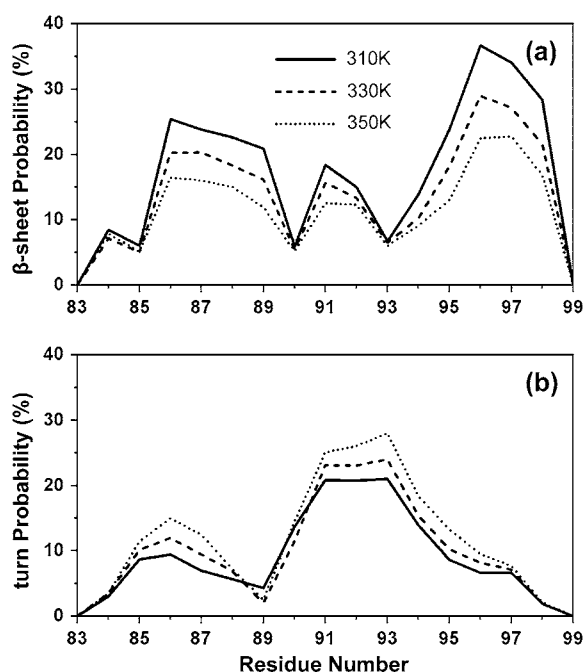 40
(a)
310K
30
330K
350K
20
10
0
β-sheet Probability (%)
83 85 87 89 91 93 95 97 99
40
(b)
30
20
10
0
turn Probability (%)
83 85 87 89 91 93 95 97 99
Residue Number